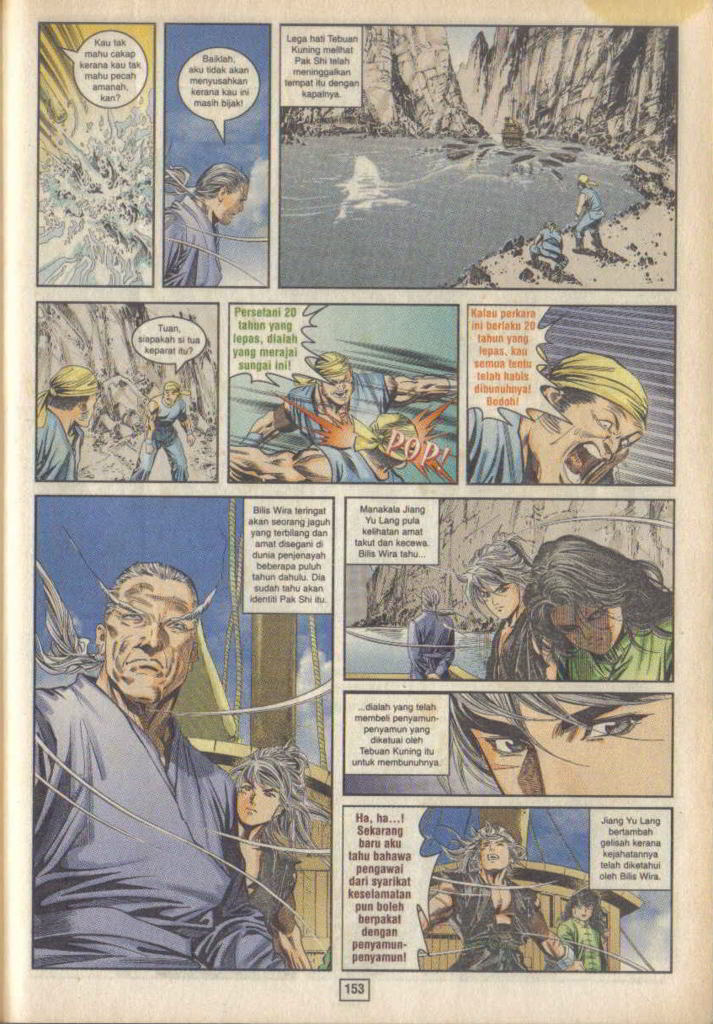 Kau tak
mahu cakap
kerana kau tak
mahu pecah
amanah,
kan?
Baiklah,
aku tidak akan
menyusahkan
kerana kau ini
masih bijak!
Lega hati Tebuan
Kuning melihat
Pak Shi telah
meninggalkan
tempat itu dengan
kapalnya.
Tuan,
siapakah si tua
keparat itu?
Persetani 20
tahun yang
lepas, dialah
yang merajai
sungai ini!
POP!
Kalau perkara
ini berlaku 20
tahun yang
lepas, kau
semua tentu
telah habis
dibunuhnya!
Bodoh!
Bilis Wira teringat
akan seorang jaguh
yang terbilang dan
amat disegani di
dunia penjenayah
beberapa puluh
tahun dahulu. Dia
sudah tahu akan
identiti Pak Shi itu.
Manakala Jiang
Yu Lang pula
kelihatan amat
takut dan kecewa.
Bilis Wira tahu...
...dialah yang telah
membeli penyamun-
penyamun yang
diketuai oleh
Tebuan Kuning itu
untuk membunuhnya.
Ha, ha...!
Sekarang
baru aku
tahu bahawa
pengawai
dari syarikat
keselamatan
pun boleh
berpakat
dengan
penyamun-
penyamun!
Jiang Yu Lang
bertambah
gelisah kerana
kejahatannya
telah diketahui
oleh Bilis Wira.
153